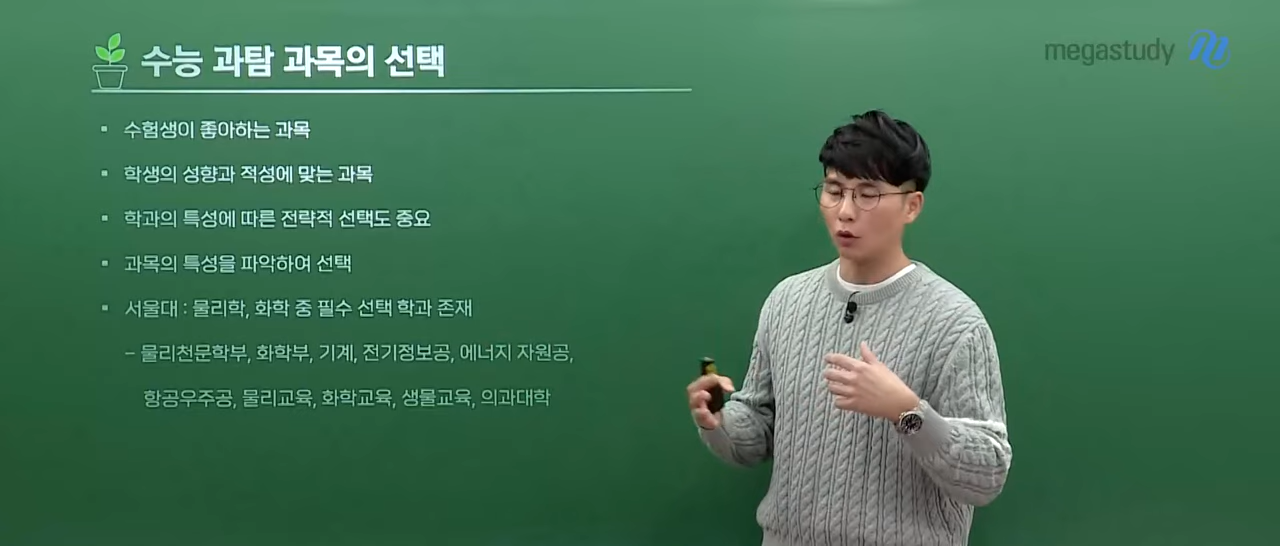 수능 과탐 과목의 선택
megastudy
▪ 수험생이 좋아하는 과목
▪ 학생의 성향과 적성에 맞는 과목
▪ 학과의 특성에 따른 전략적 선택도 중요
▪ 과목의 특성을 파악하여 선택
▪ 서울대 : 물리학, 화학 중 필수 선택 학과 존재
– 물리천문학부, 화학부, 기계, 전기정보공, 에너지 자원공,
항공우주공, 물리교육, 화학교육, 생물교육, 의과대학